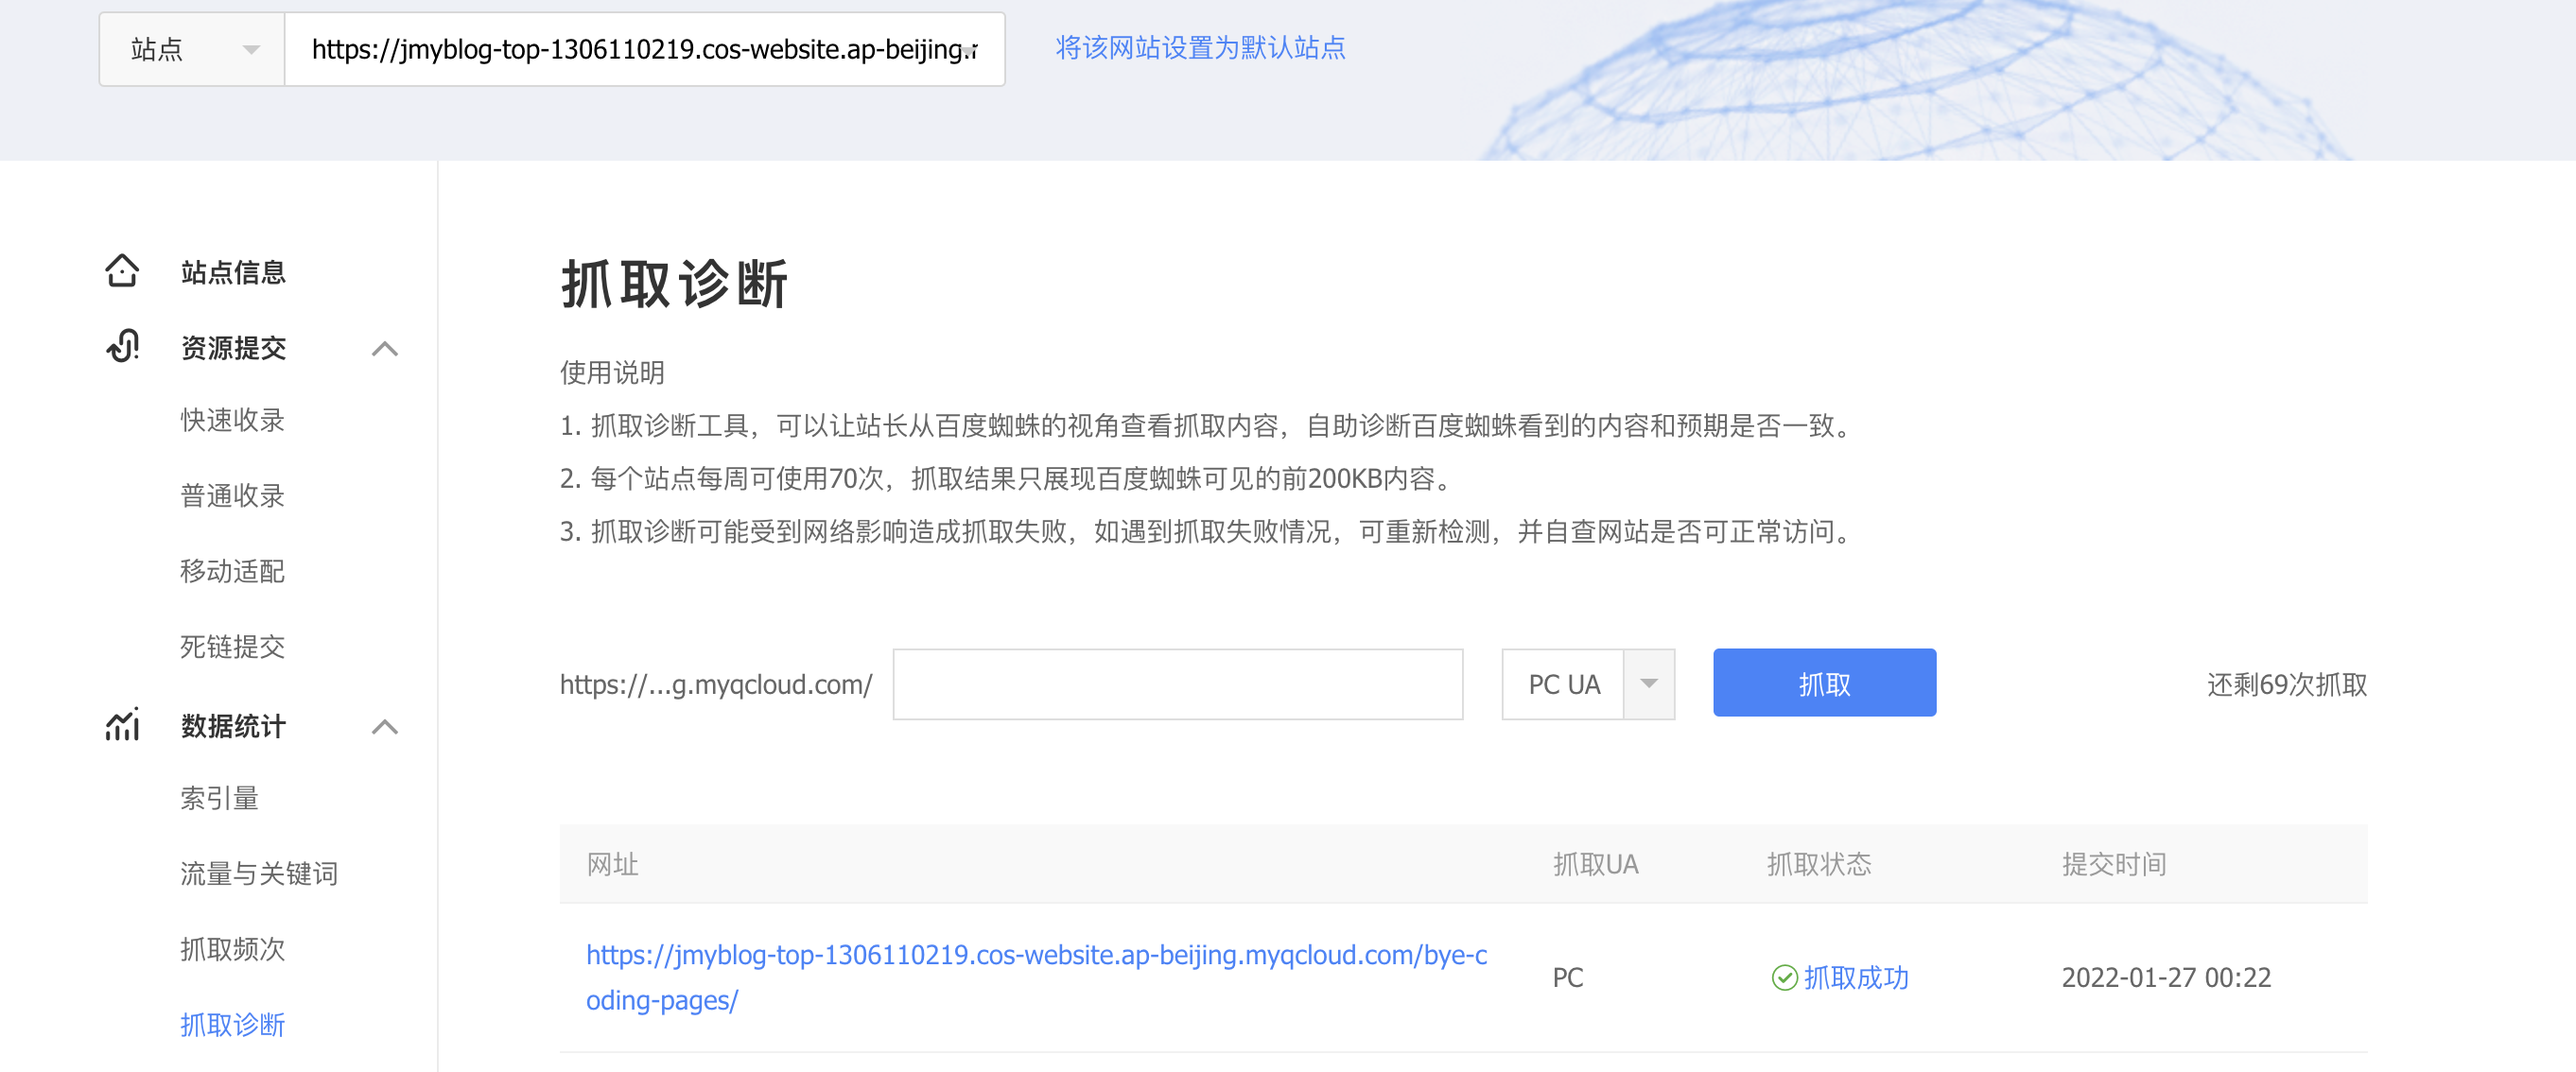 站点
https://jmyblog-top-1306110219.cos-website.ap-beijing.r
将该网站设置为默认站点
站点信息
资源提交
快速收录
普通收录
移动适配
死链提交
数据统计
索引量
流量与关键词
抓取频次
抓取诊断
抓取诊断
使用说明
1. 抓取诊断工具，可以让站长从百度蜘蛛的视角查看抓取内容，自助诊断百度蜘蛛看到的内容和预期是否一致。
2. 每个站点每周可使用70次，抓取结果只展现百度蜘蛛可见的前200KB内容。
3. 抓取诊断可能受到网络影响造成抓取失败，如遇到抓取失败情况，可重新检测，并自查网站是否可正常访问。
https://...g.myqcloud.com/
PC UA
抓取
还剩69次抓取
网址 抓取UA 抓取状态 提交时间
https://jmyblog-top-1306110219.cos-website.ap-beijing.myqcloud.com/bye-c
oding-pages/
PC
抓取成功
2022-01-27 00:22